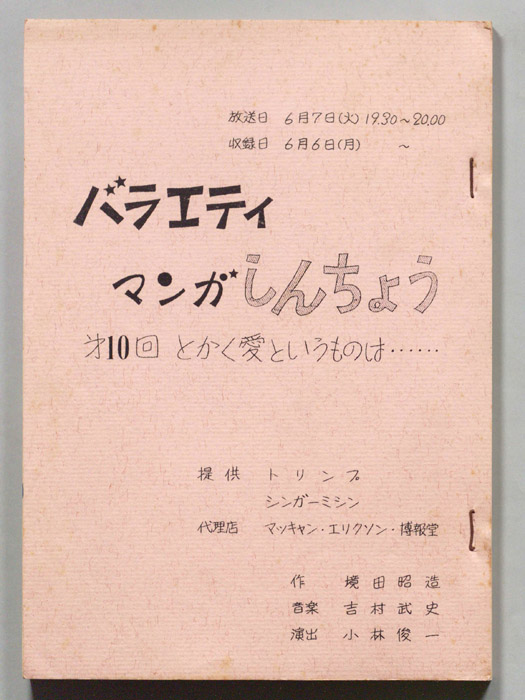 放送日 6月7日(火) 19.30～20.00
収録日 6月6日(月) ～
バラエティ
マンガしんちょう
才10回 とかく愛というものは……
提供 トリンプ
シンガーミシン
代理店 マッキャン・エリクソン・博報堂
作 境田昭造
音楽 吉村武史
演出 小林俊一